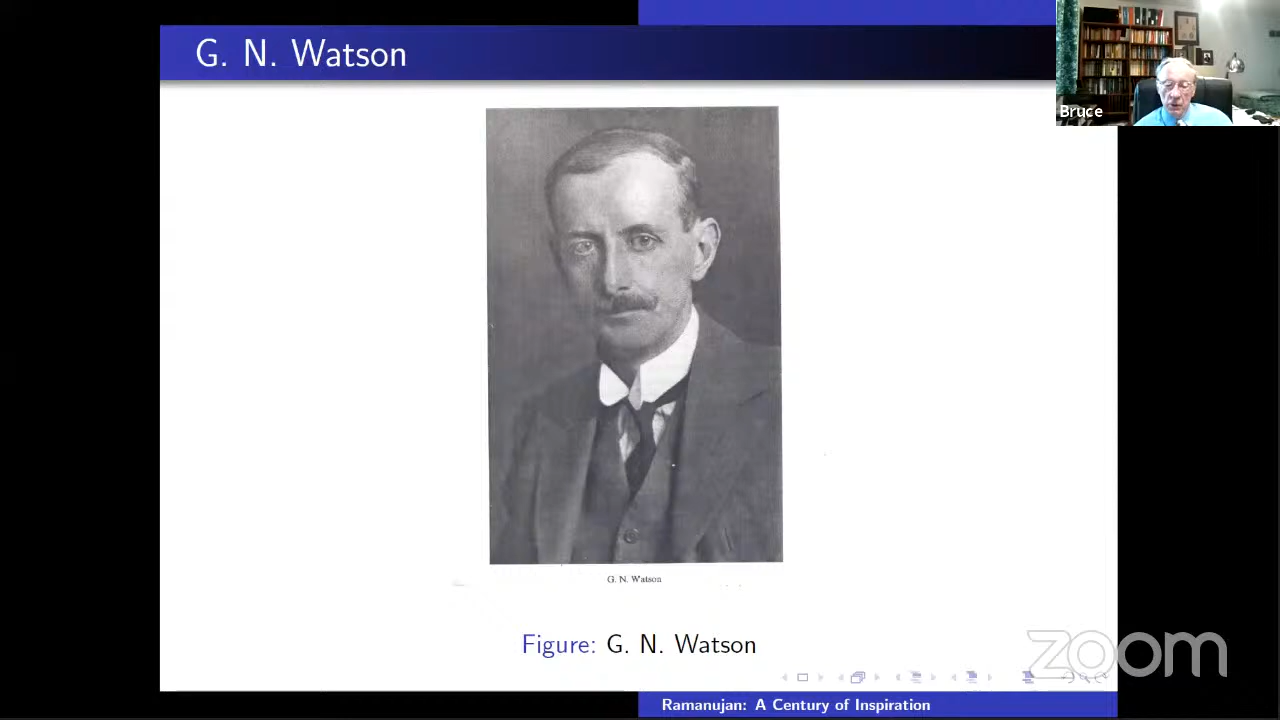 G. N. Watson
Bruce
G. N. Watson
Figure: G. N. Watson
zoom
Ramanujan: A Century of Inspiration